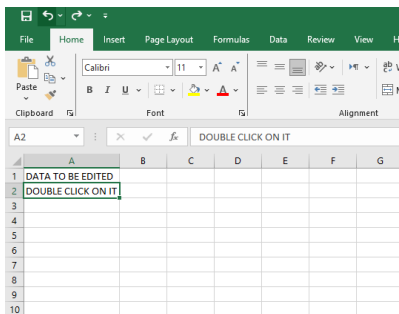 File Home Insert Page Layout Formulas Data Review View H
Paste
Calibri 11 A A
B I U A
ab
Clipboard Font Alignment
A2 fx DOUBLE CLICK ON IT
A B C D E F G
1 DATA TO BE EDITED
2 DOUBLE CLICK ON IT
3
4
5
6
7
8
9
10